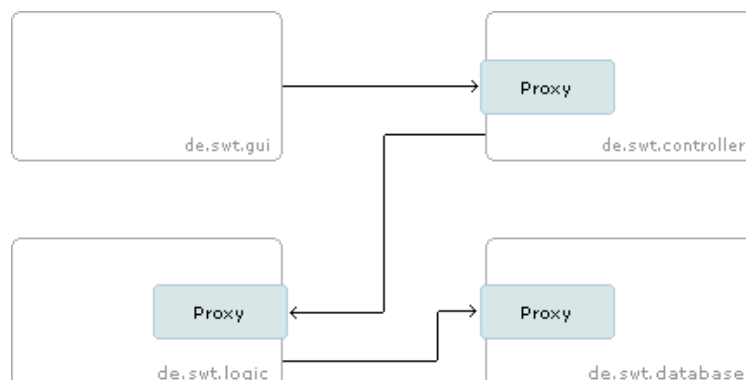 Proxy
de.swt.gui
de.swt.controller
Proxy
Proxy
de.swt.logic
de.swt.database